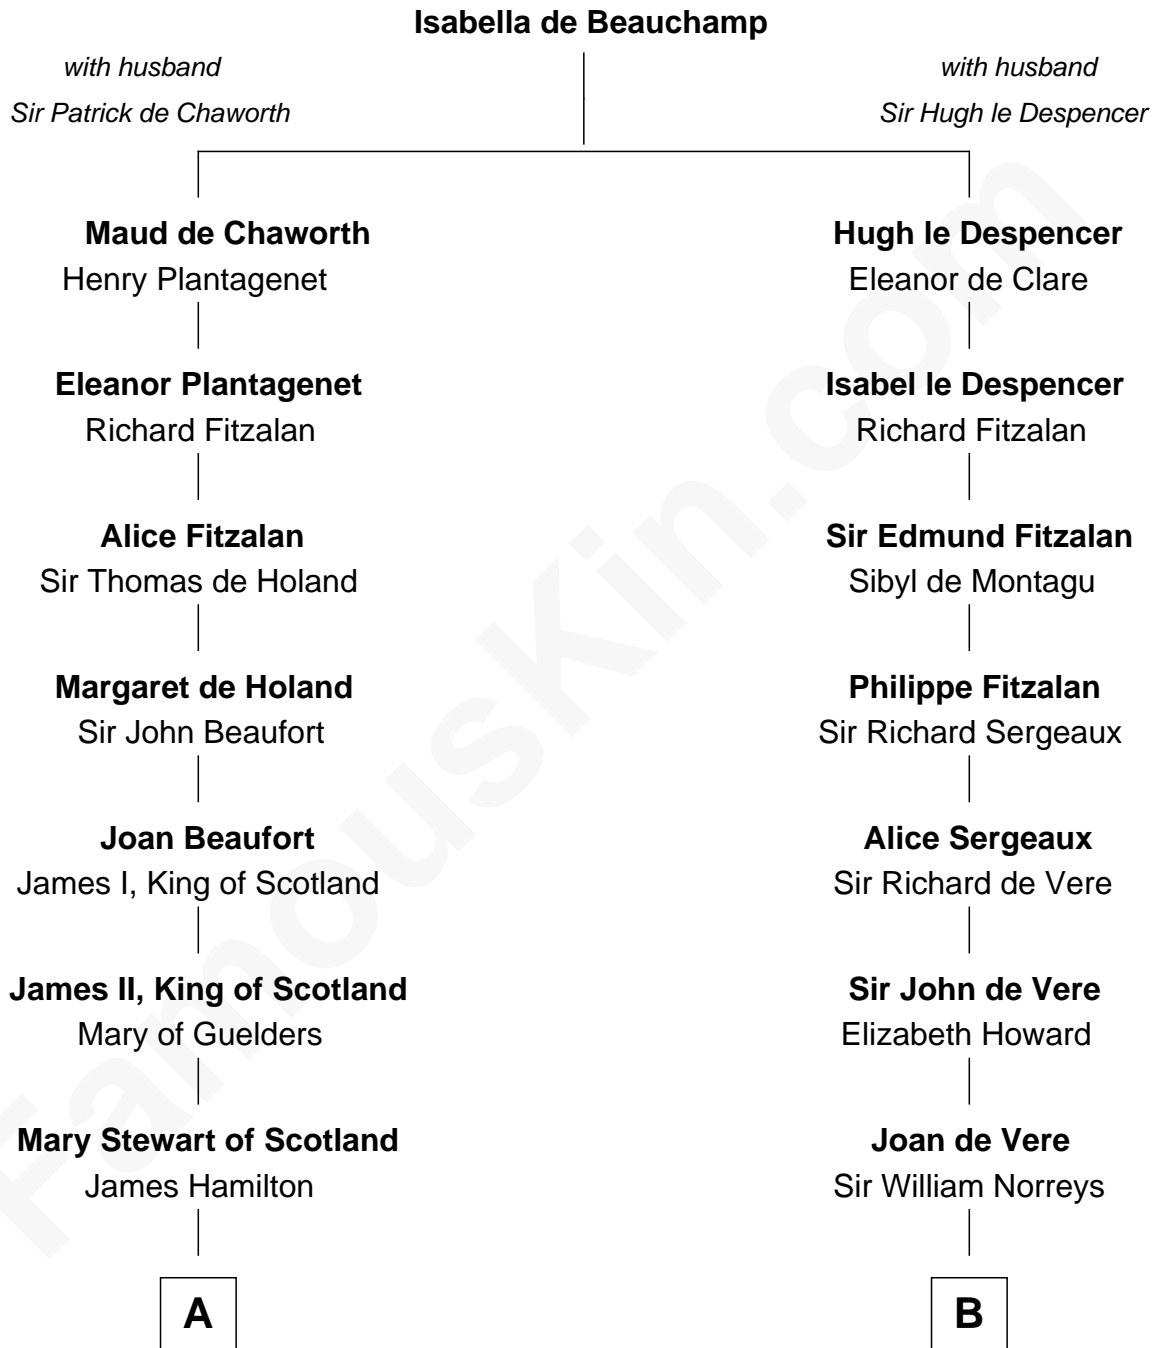 Isabella de Beauchamp
with husband
Sir Patrick de Chaworth
with husband
Sir Hugh le Despencer
Maud de Chaworth
Henry Plantagenet
Hugh le Despencer
Eleanor de Clare
Eleanor Plantagenet
Richard Fitzalan
Isabel le Despencer
Richard Fitzalan
Alice Fitzalan
Sir Thomas de Holand
Sir Edmund Fitzalan
Sibyl de Montagu
Margaret de Holand
Sir John Beaufort
Philippe Fitzalan
Sir Richard Sergeaux
Joan Beaufort
James I, King of Scotland
Alice Sergeaux
Sir Richard de Vere
James II, King of Scotland
Mary of Guelders
Sir John de Vere
Elizabeth Howard
Mary Stewart of Scotland
James Hamilton
Joan de Vere
Sir William Norreys
A
B
FamousKin.com